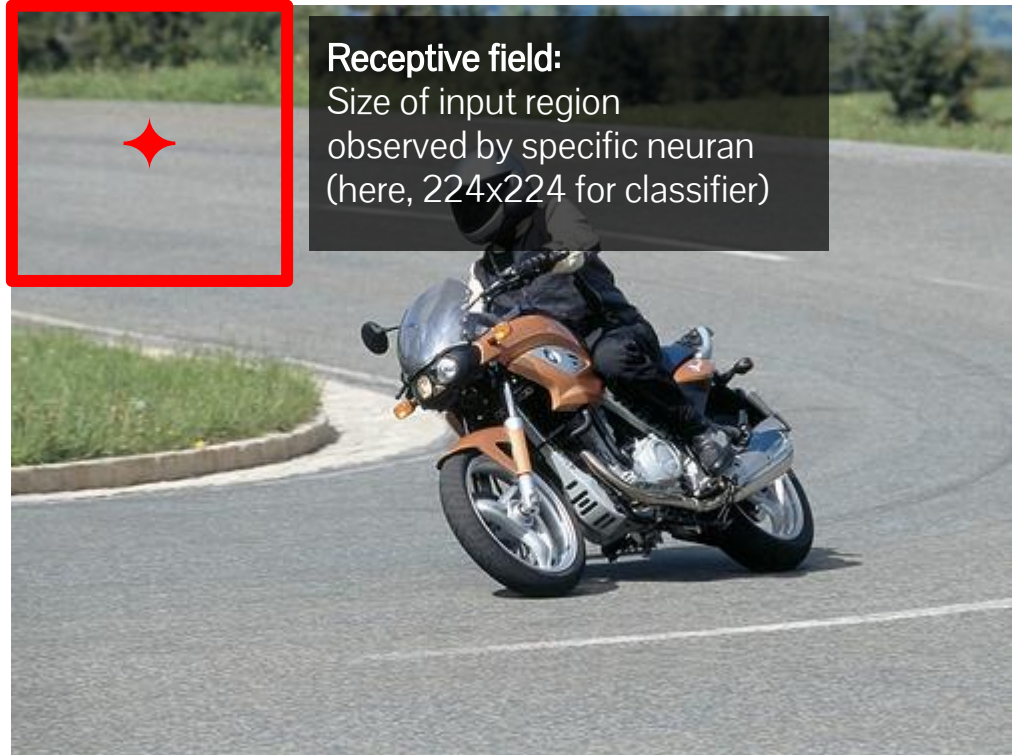 Receptive field:
Size of input region
observed by specific neuran
(here, 224x224 for classifier)